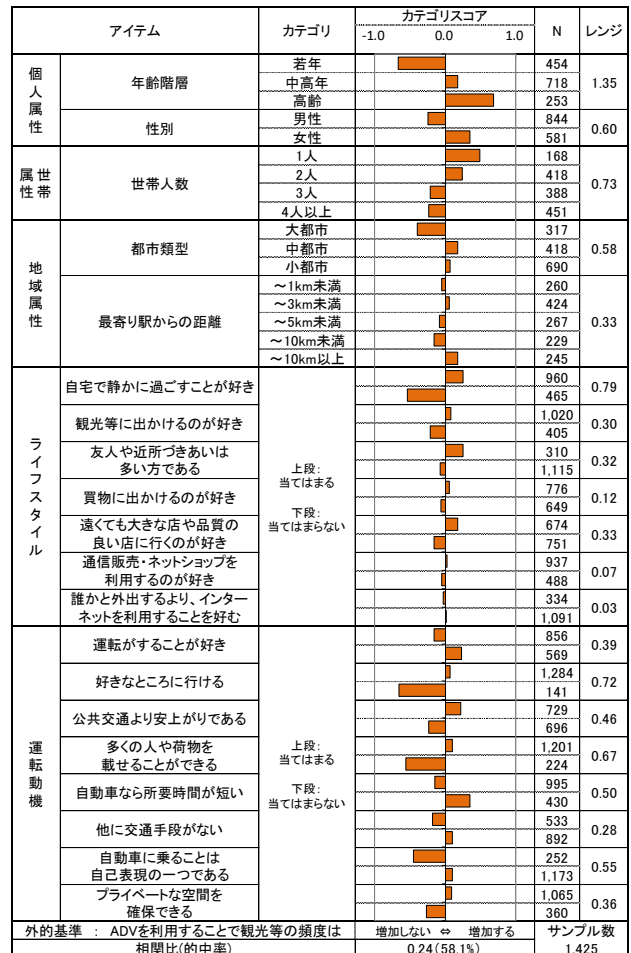 アイテム カテゴリ カテゴリスコア N レンジ
-1.0 0.0 1.0
個人属性
年齢階層
若年 454
中高年 718 1.35
高齢 253
性別
男性 844 0.60
女性 581
世帯属性
世帯人数
1人 168
2人 418 0.73
3人 388
4人以上 451
地域属性
都市類型
大都市 317
中都市 418 0.58
小都市 690
最寄り駅からの距離
～1km未満 260
～3km未満 424
～5km未満 267 0.33
～10km未満 229
～10km以上 245
ライフスタイル
上段：
当てはまる
下段：
当てはまらない
自宅で静かに過ごすことが好き 960 0.79
465
観光等に出かけるのが好き 1,020 0.30
405
友人や近所づきあいは 310 0.32
多い方である 1,115
買物に出かけるのが好き 776 0.12
649
遠くても大きな店や品質の 674 0.33
良い店に行くのが好き 751
通信販売・ネットショップを 937 0.07
利用するのが好き 488
誰かと外出するより、インター 334 0.03
ネットを利用することを好む 1,091
運転動機
上段：
当てはまる
下段：
当てはまらない
運転がすることが好き 856 0.39
569
好きなところに行ける 1,284 0.72
141
公共交通より安上がりである 729 0.46
696
多くの人や荷物を 1,201 0.67
載せることができる 224
自動車なら所要時間が短い 995 0.50
430
他に交通手段がない 533 0.28
892
自動車に乗ることは 252 0.55
自己表現の一つである 1,173
プライベートな空間を 1,065 0.36
確保できる 360
外的基準 ： ADVを利用することで観光等の頻度は 増加しない ⇔ 増加する サンプル数
相関比(的中率) 0.24(58.1%) 1,425